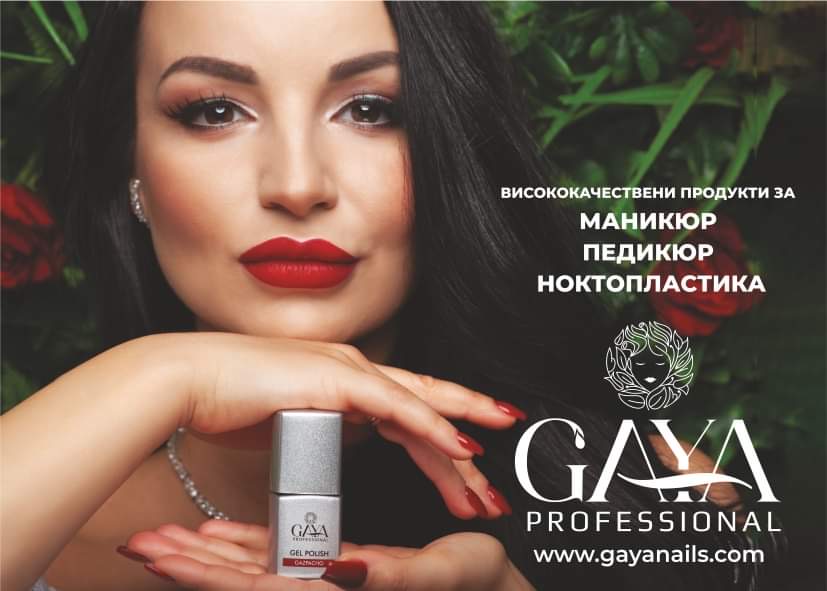 ВИСОКОКАЧЕСТВЕНИ ПРОДУКТИ ЗА
МАНИКЮР
ПЕДИКЮР
НОКТОПЛАСТИКА
GAYA
PROFESSIONAL
www.gayanails.com
GAYA
PROFESSIONAL
GEL POLISH
GAZPACHO